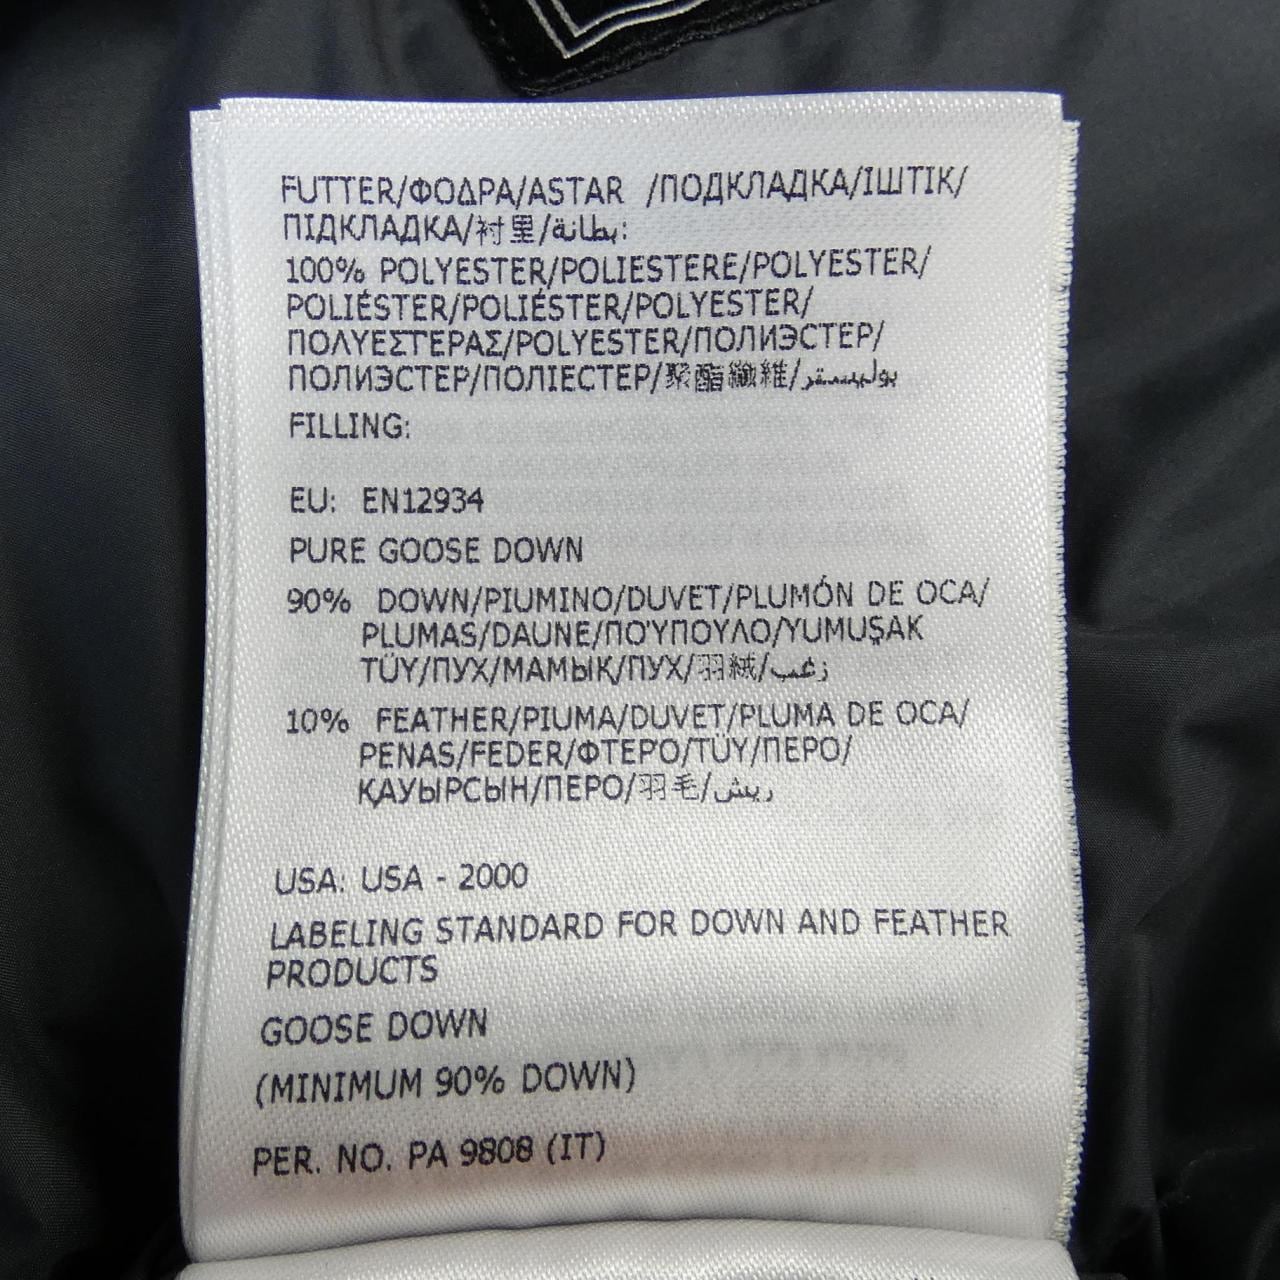 FUTTER/ΦΟΔΡΑ/ASTAR /ПОДКЛАДКА/ІШТІК/
ПІДКЛАДКА/衬里/بطانة:
100% POLYESTER/POLIESTERE/POLYESTER/
POLIÉSTER/POLIÉSTER/POLYESTER/
ΠΟΛΥΕΣΤΕΡΑΣ/POLYESTER/ПОЛИЭСТЕР/
ПОЛИЭСТЕР/ПОЛІЕСТЕР/聚酯纖維/بوليستر
FILLING:
EU: EN12934
PURE GOOSE DOWN
90% DOWN/PIUMINO/DUVET/PLUMÓN DE OCA/
PLUMAS/DAUNE/ΠΟΎΠΟΥΛΟ/YUMUŞAK
TÜY/ПУХ/МАМЫҚ/ПУХ/羽絨/زغب
10% FEATHER/PIUMA/DUVET/PLUMA DE OCA/
PENAS/FEDER/ΦΤΕΡΌ/TÜY/ПЕРО/
ҚАУЫРСЫН/ПЕРО/羽毛/ريش
USA: USA - 2000
LABELING STANDARD FOR DOWN AND FEATHER
PRODUCTS
GOOSE DOWN
(MINIMUM 90% DOWN)
PER. NO. PA 9808 (IT)